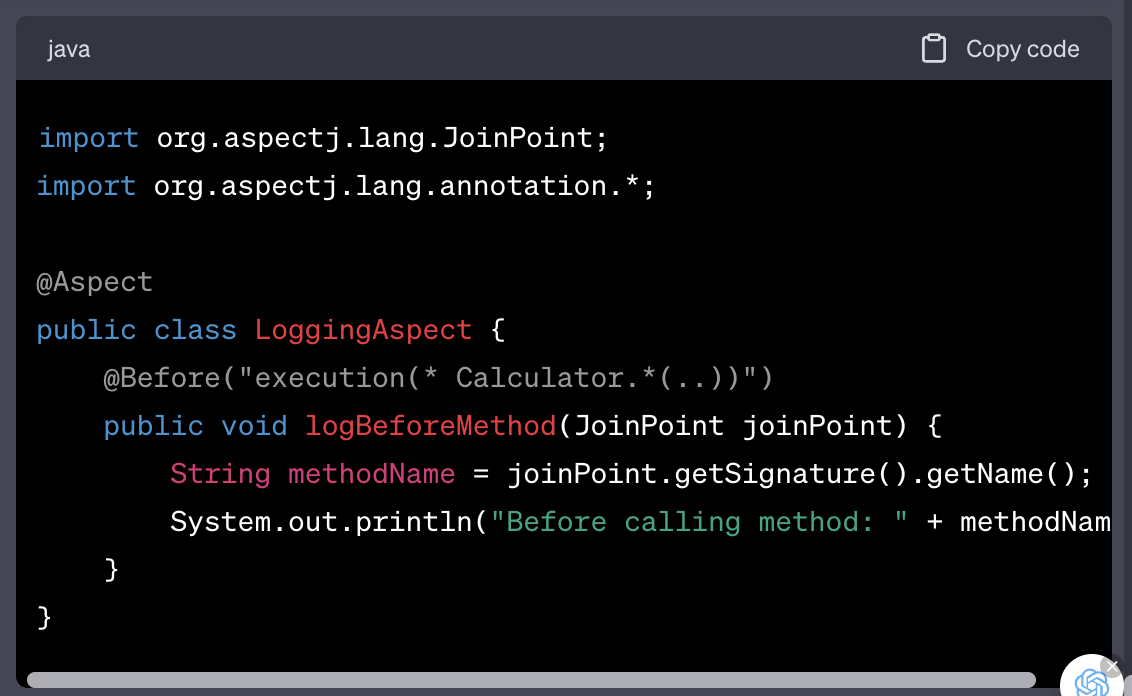 java
Copy code
import org.aspectj.lang.JoinPoint;
import org.aspectj.lang.annotation.*;
@Aspect
public class LoggingAspect {
    @Before("execution(* Calculator.*(..))")
    public void logBeforeMethod(JoinPoint joinPoint) {
        String methodName = joinPoint.getSignature().getName();
        System.out.println("Before calling method: " + methodNam
    }
}